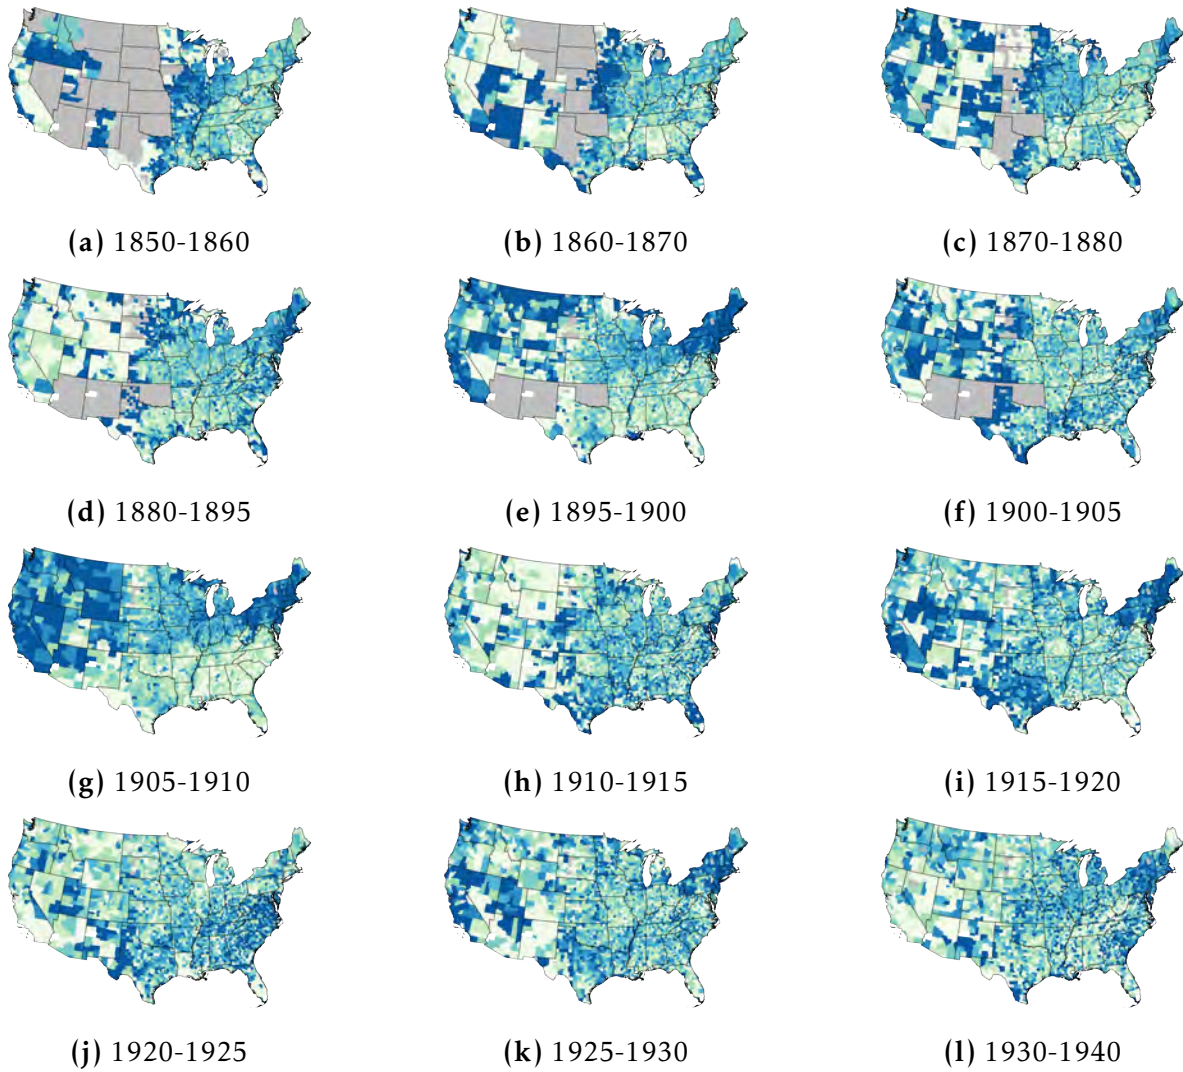 (a) 1850-1860
(b) 1860-1870
(c) 1870-1880
(d) 1880-1895
(e) 1895-1900
(f) 1900-1905
(g) 1905-1910
(h) 1910-1915
(i) 1915-1920
(j) 1920-1925
(k) 1925-1930
(l) 1930-1940